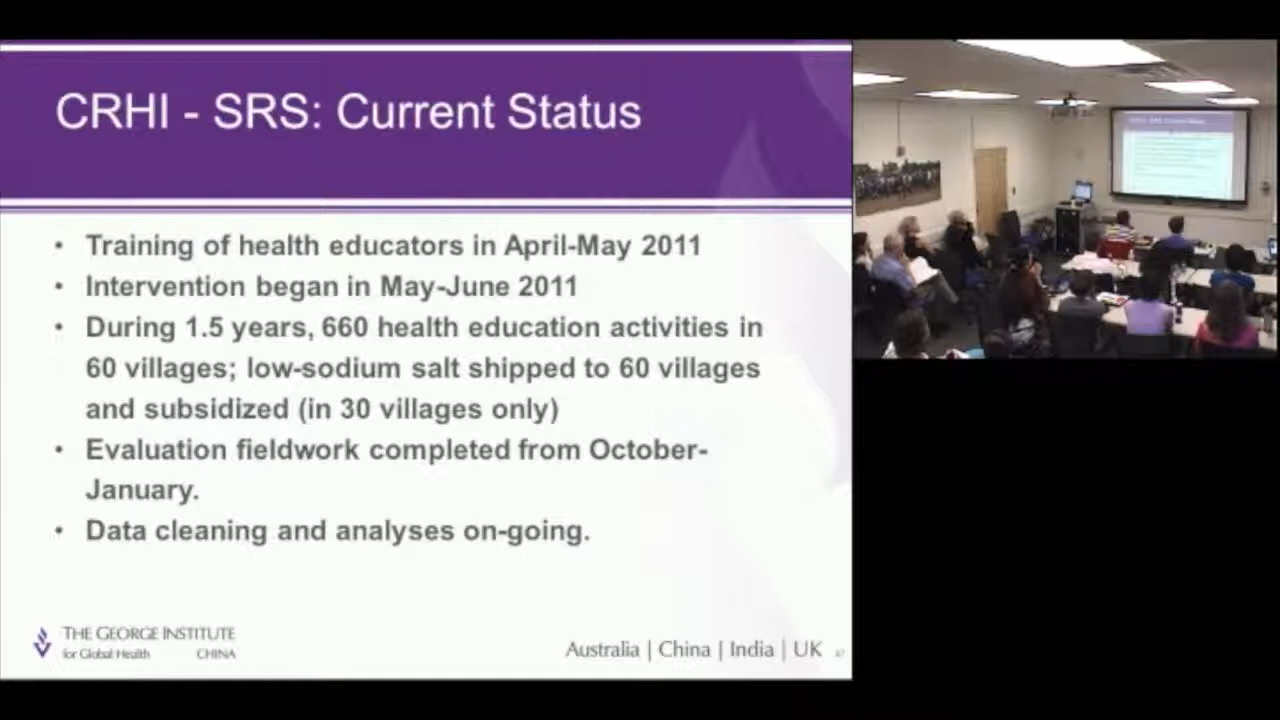 CRHI - SRS: Current Status
• Training of health educators in April-May 2011
• Intervention began in May-June 2011
• During 1.5 years, 660 health education activities in
60 villages; low-sodium salt shipped to 60 villages
and subsidized (in 30 villages only)
• Evaluation fieldwork completed from October-
January.
• Data cleaning and analyses on-going.
THE GEORGE INSTITUTE
for Global Health CHINA
Australia | China | India | UK